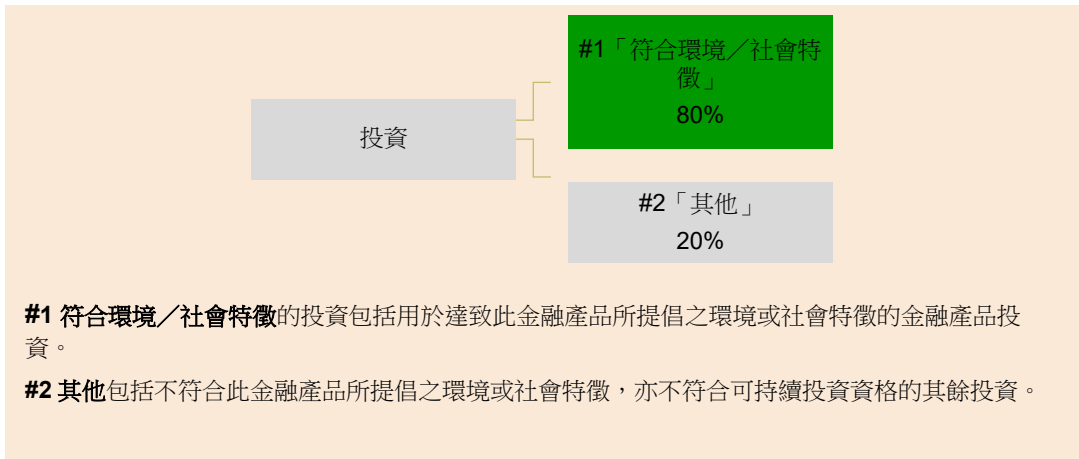 #1「符合環境／社會特
徵」
80%
投資
#2「其他」
20%
#1 符合環境／社會特徵的投資包括用於達致此金融產品所提倡之環境或社會特徵的金融產品投
資。
#2 其他包括不符合此金融產品所提倡之環境或社會特徵，亦不符合可持續投資資格的其餘投資。